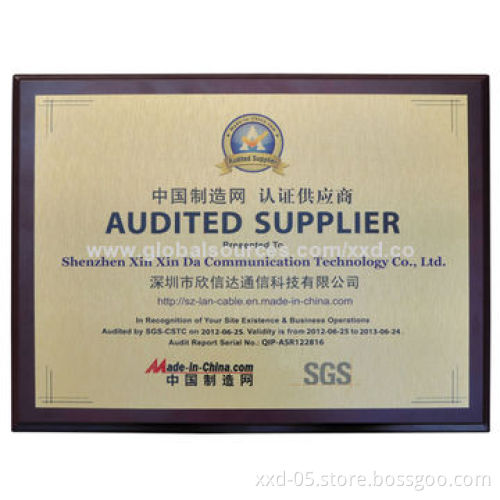 MADE-IN-CHINA.COM
Audited Supplier
中国制造网 认证供应商
AUDITED SUPPLIER
Presented To
www.globalsources.com/xxd.co
Shenzhen Xin Xin Da Communication Technology Co., Ltd.
深圳市欣信达通信科技有限公司
http://sz-lan-cable.en.made-in-china.com
In Recognition of Your Site Existence & Business Operations
Audited by SGS-CSTC on 2012-06-25. Validity is from 2012-06-25 to 2013-06-24.
Audit Report Serial No.: QIP-ASR122816
Made-in-China.com SGS
中国制造网
xxd-05.store.bossgoo.com